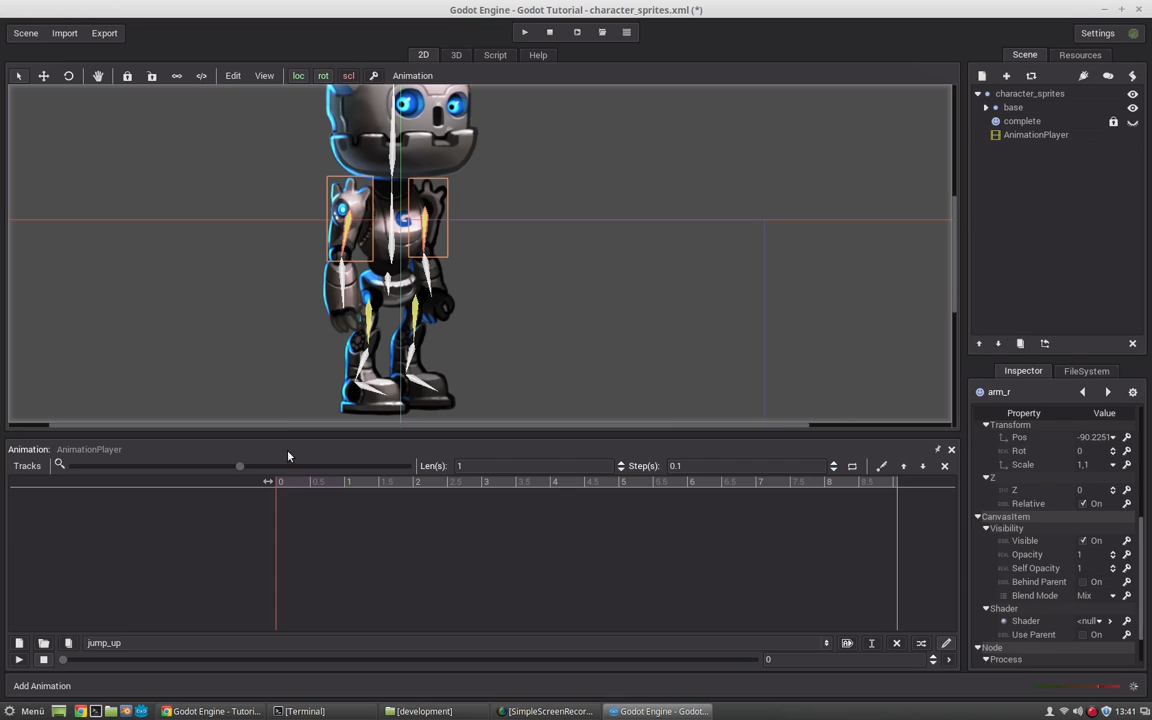 Godot Engine - Godot Tutorial - character_sprites.xml (*)
Scene Import Export
Settings
2D 3D Script Help
Scene Resources
Edit View loc rot scl Animation
character_sprites
base
complete
AnimationPlayer
Inspector FileSystem
arm_r
Property Value
Transform
Pos -90.2251
Rot 0
Scale 1,1
Z
Z 0
Relative On
CanvasItem
Visibility
Visible On
Opacity 1
Self Opacity 1
Behind Parent On
Blend Mode Mix
Shader
Shader <null
Use Parent On
Node
Process
Animation: AnimationPlayer
Tracks Len(s): 1 Step(s): 0.1
0 0.5 1 1.5 2 2.5 3 3.5 4 4.5 5 5.5 6 6.5 7 7.5 8 8.5
jump_up
0
Add Animation
Menü Godot Engine - Tutori... [Terminal] [development] [SimpleScreenRecor... Godot Engine - Godot... 13:41